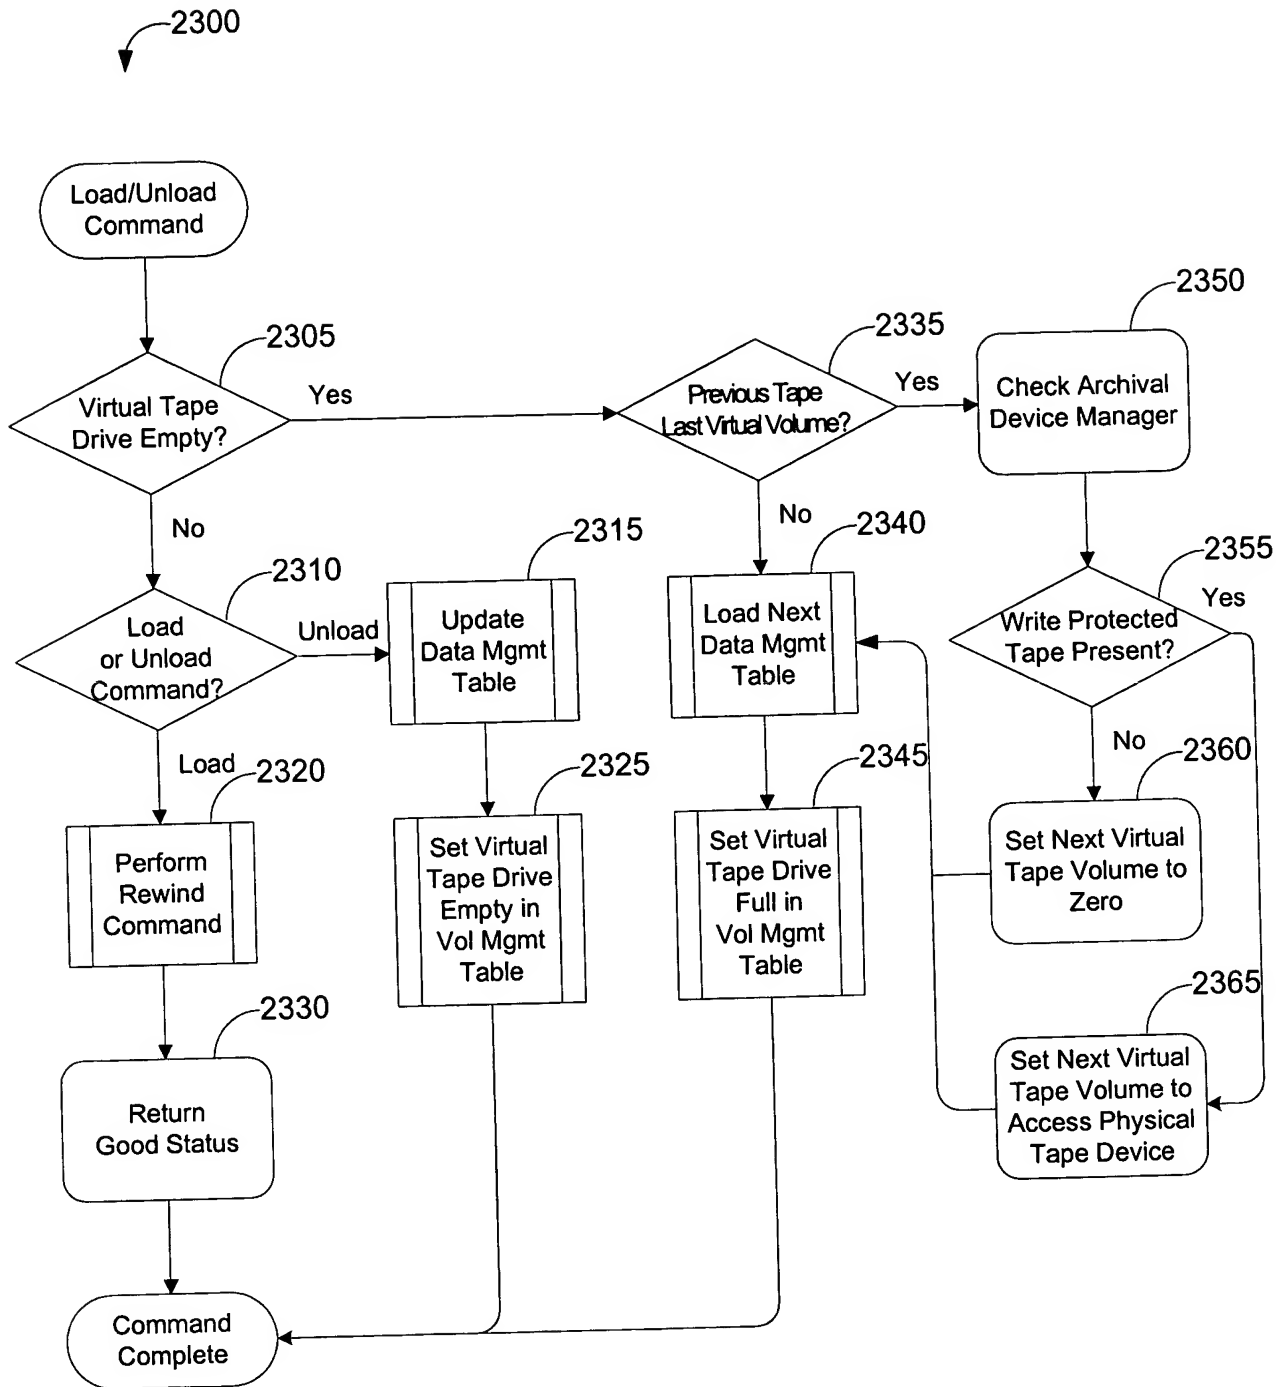 2300
Load/Unload
Command
2305
Virtual Tape
Drive Empty?
Yes
No
2335
Previous Tape
Last Virtual Volume?
Yes
No
2350
Check Archival
Device Manager
2310
Load
or Unload
Command?
Unload
Load
2315
Update
Data Mgmt
Table
2340
Load Next
Data Mgmt
Table
2355
Write Protected
Tape Present?
Yes
No
2320
Perform
Rewind
Command
2325
Set Virtual
Tape Drive
Empty in
Vol Mgmt
Table
2345
Set Virtual
Tape Drive
Full in
Vol Mgmt
Table
2360
Set Next Virtual
Tape Volume to
Zero
2330
Return
Good Status
2365
Set Next Virtual
Tape Volume to
Access Physical
Tape Device
Command
Complete